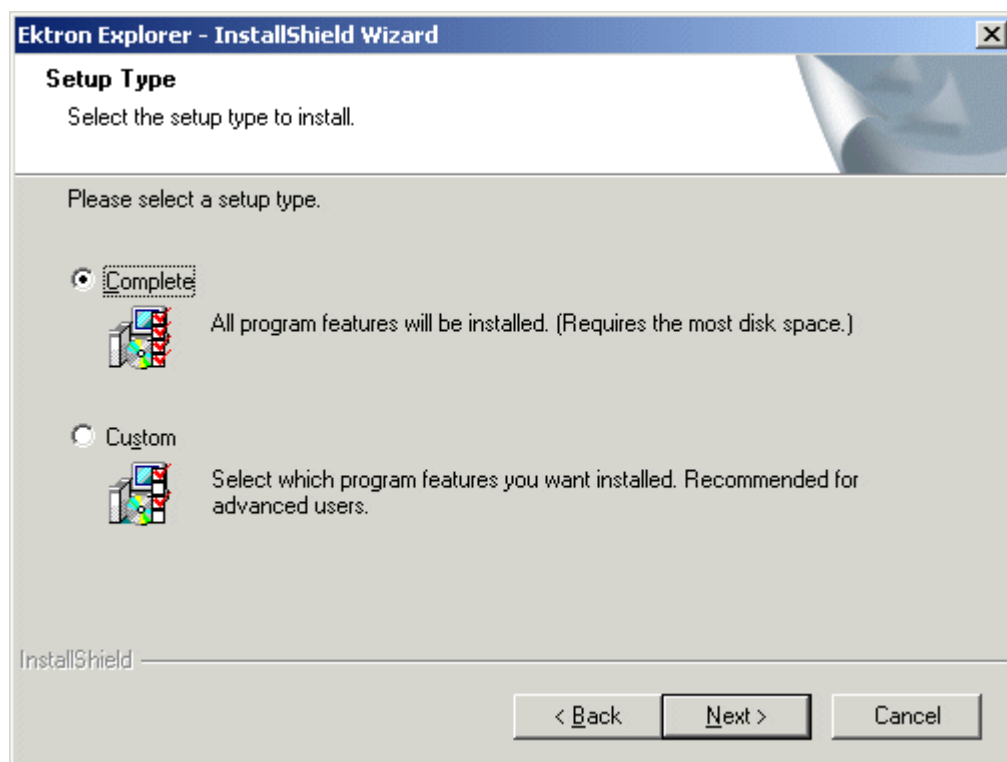 Ektron Explorer - InstallShield Wizard
Setup Type
Select the setup type to install.
Please select a setup type.
Complete
All program features will be installed. (Requires the most disk space.)
Custom
Select which program features you want installed. Recommended for
advanced users.
InstallShield
< Back
Next >
Cancel